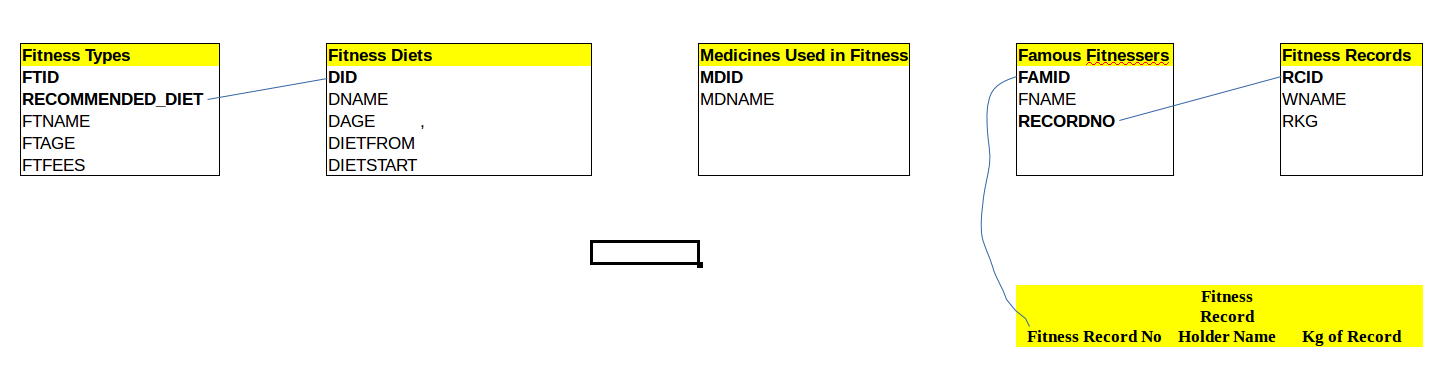 Fitness Types
FTID
RECOMMENDED_DIET
FTNAME
FTAGE
FTFEES
Fitness Diets
DID
DNAME
DAGE ,
DIETFROM
DIETSTART
Medicines Used in Fitness
MDID
MDNAME
Famous Fitnessers
FAMID
FNAME
RECORDNO
Fitness Records
RCID
WNAME
RKG
Fitness Record No
Fitness
Record
Holder Name
Kg of Record